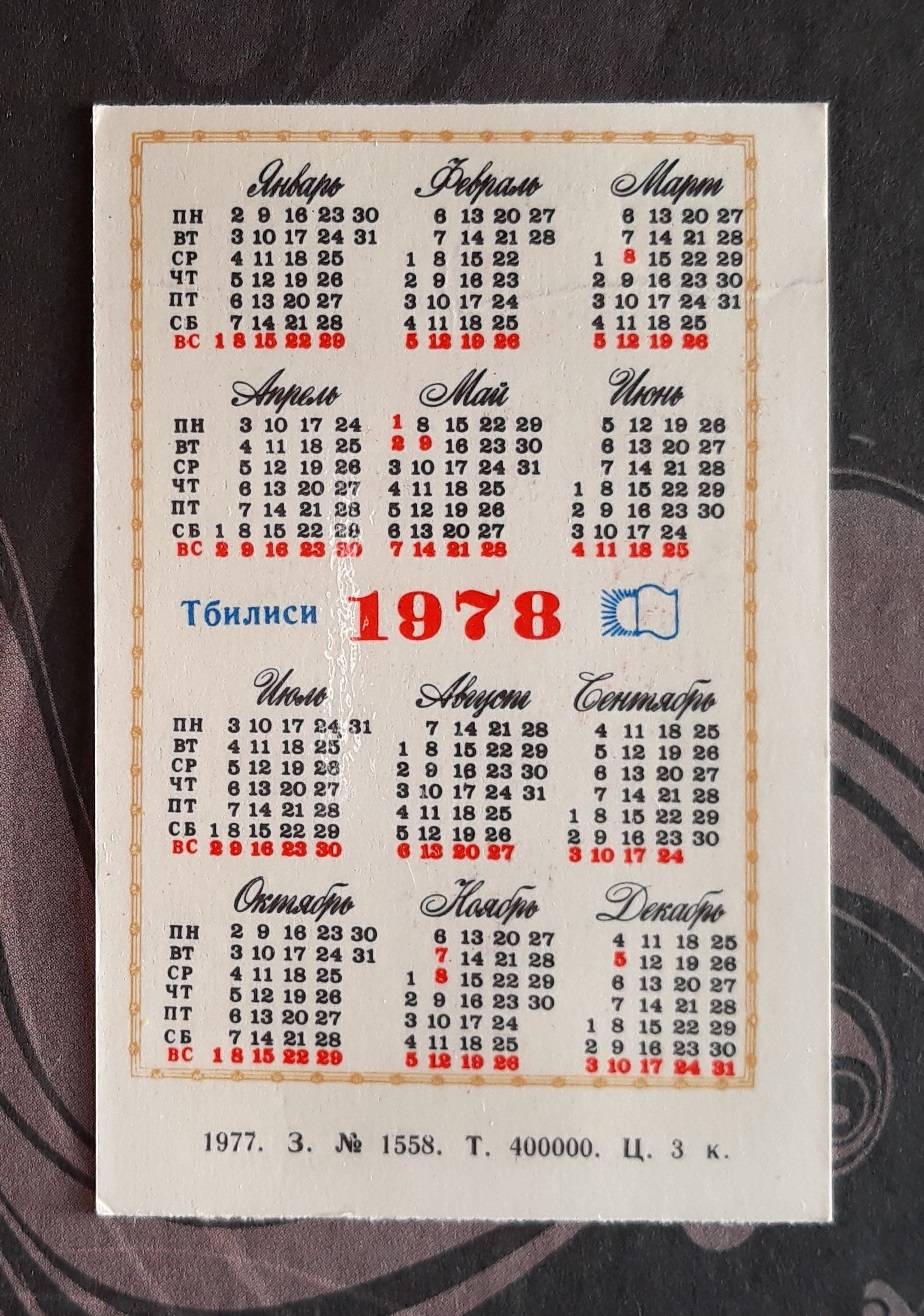 Январь Февраль Март
ПН 2 9 16 23 30 6 13 20 27 6 13 20 27
ВТ 3 10 17 24 31 7 14 21 28 7 14 21 28
СР 4 11 18 25 1 8 15 22 1 8 15 22 29
ЧТ 5 12 19 26 2 9 16 23 2 9 16 23 30
ПТ 6 13 20 27 3 10 17 24 3 10 17 24 31
СБ 7 14 21 28 4 11 18 25 4 11 18 25
ВС 1 8 15 22 29 5 12 19 26 5 12 19 26
Апрель Май Июнь
ПН 3 10 17 24 1 8 15 22 29 5 12 19 26
ВТ 4 11 18 25 2 9 16 23 30 6 13 20 27
СР 5 12 19 26 3 10 17 24 31 7 14 21 28
ЧТ 6 13 20 27 4 11 18 25 1 8 15 22 29
ПТ 7 14 21 28 5 12 19 26 2 9 16 23 30
СБ 1 8 15 22 29 6 13 20 27 3 10 17 24
ВС 2 9 16 23 30 7 14 21 28 4 11 18 25
Тбилиси 1978
Июль Август Сентябрь
ПН 3 10 17 24 31 7 14 21 28 4 11 18 25
ВТ 4 11 18 25 1 8 15 22 29 5 12 19 26
СР 5 12 19 26 2 9 16 23 30 6 13 20 27
ЧТ 6 13 20 27 3 10 17 24 31 7 14 21 28
ПТ 7 14 21 28 4 11 18 25 1 8 15 22 29
СБ 1 8 15 22 29 5 12 19 26 2 9 16 23 30
ВС 2 9 16 23 30 6 13 20 27 3 10 17 24
Октябрь Ноябрь Декабрь
ПН 2 9 16 23 30 6 13 20 27 4 11 18 25
ВТ 3 10 17 24 31 7 14 21 28 5 12 19 26
СР 4 11 18 25 1 8 15 22 29 6 13 20 27
ЧТ 5 12 19 26 2 9 16 23 30 7 14 21 28
ПТ 6 13 20 27 3 10 17 24 1 8 15 22 29
СБ 7 14 21 28 4 11 18 25 2 9 16 23 30
ВС 1 8 15 22 29 5 12 19 26 3 10 17 24 31
1977. З. № 1558. Т. 400000. Ц. 3 к.